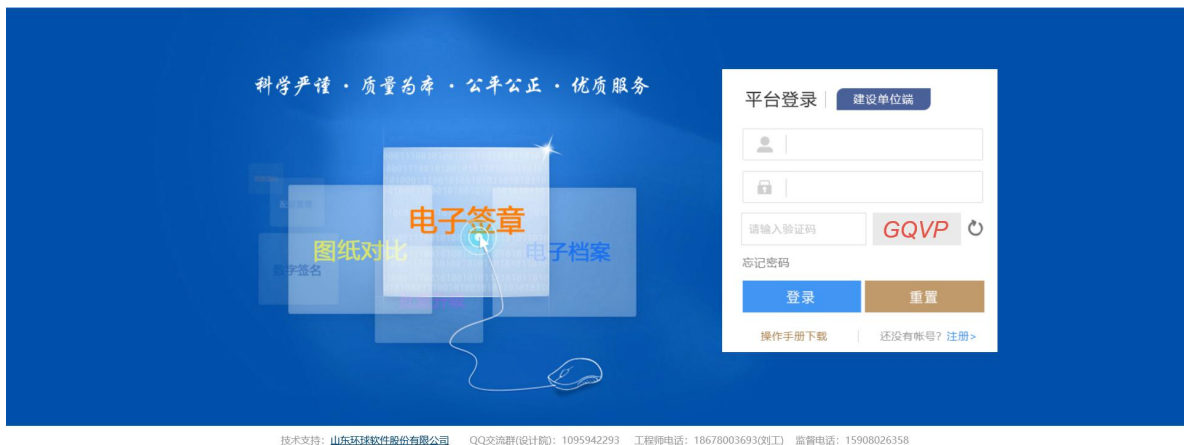 科学严谨 · 质量为本 · 公平公正 · 优质服务
平台登录
建设单位端
电子签章
图纸对比
电子档案
数字签名
请输入验证码
GQVP
忘记密码
登录 重置
操作手册下载 还没有帐号? 注册>
技术支持: 山东环球软件股份有限公司 QQ交流群(设计院): 1095942293 工程师电话: 18678003693(刘工) 监督电话: 15908026358